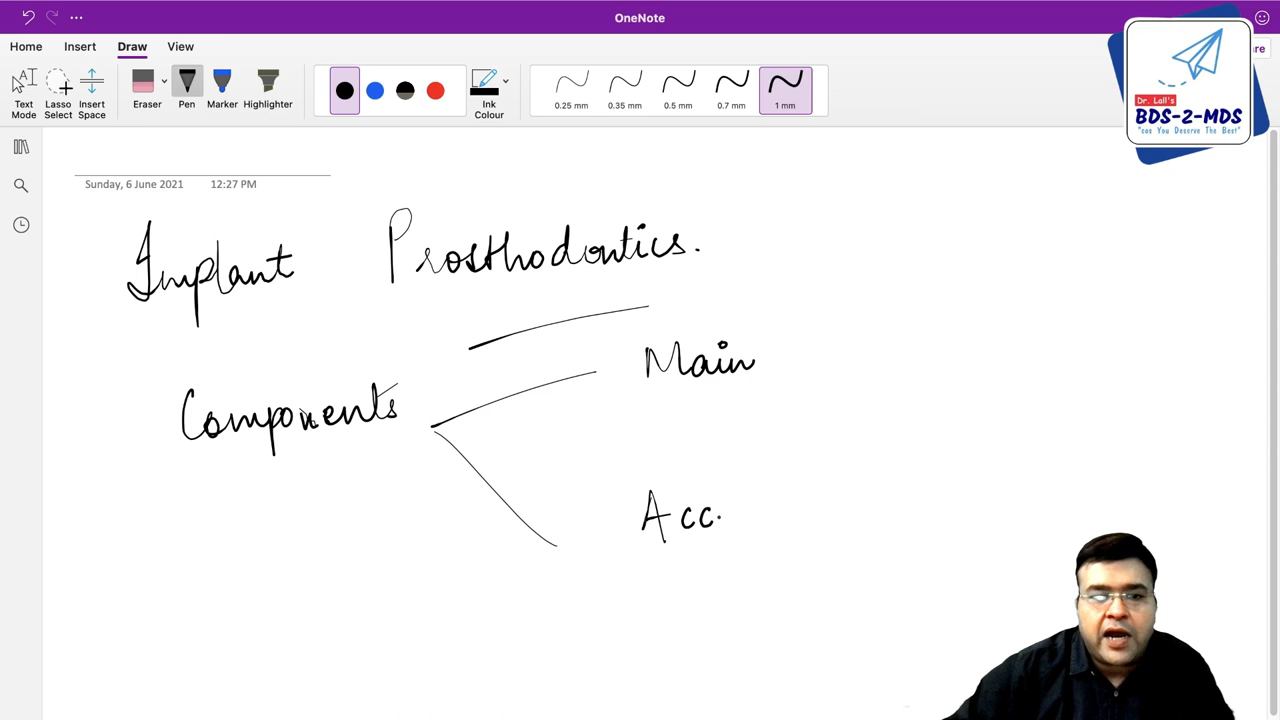 OneNote
Home Insert Draw View
re
Text Mode
Lasso Select
Insert Space
Eraser
Pen
Marker
Highlighter
Ink Colour
0.25 mm
0.35 mm
0.5 mm
0.7 mm
1 mm
Dr. Lall's
BDS-2-MDS
"cos You Deserve The Best"
Sunday, 6 June 2021 12:27 PM
Implant Prosthodontics.
Main
Components
Acc.